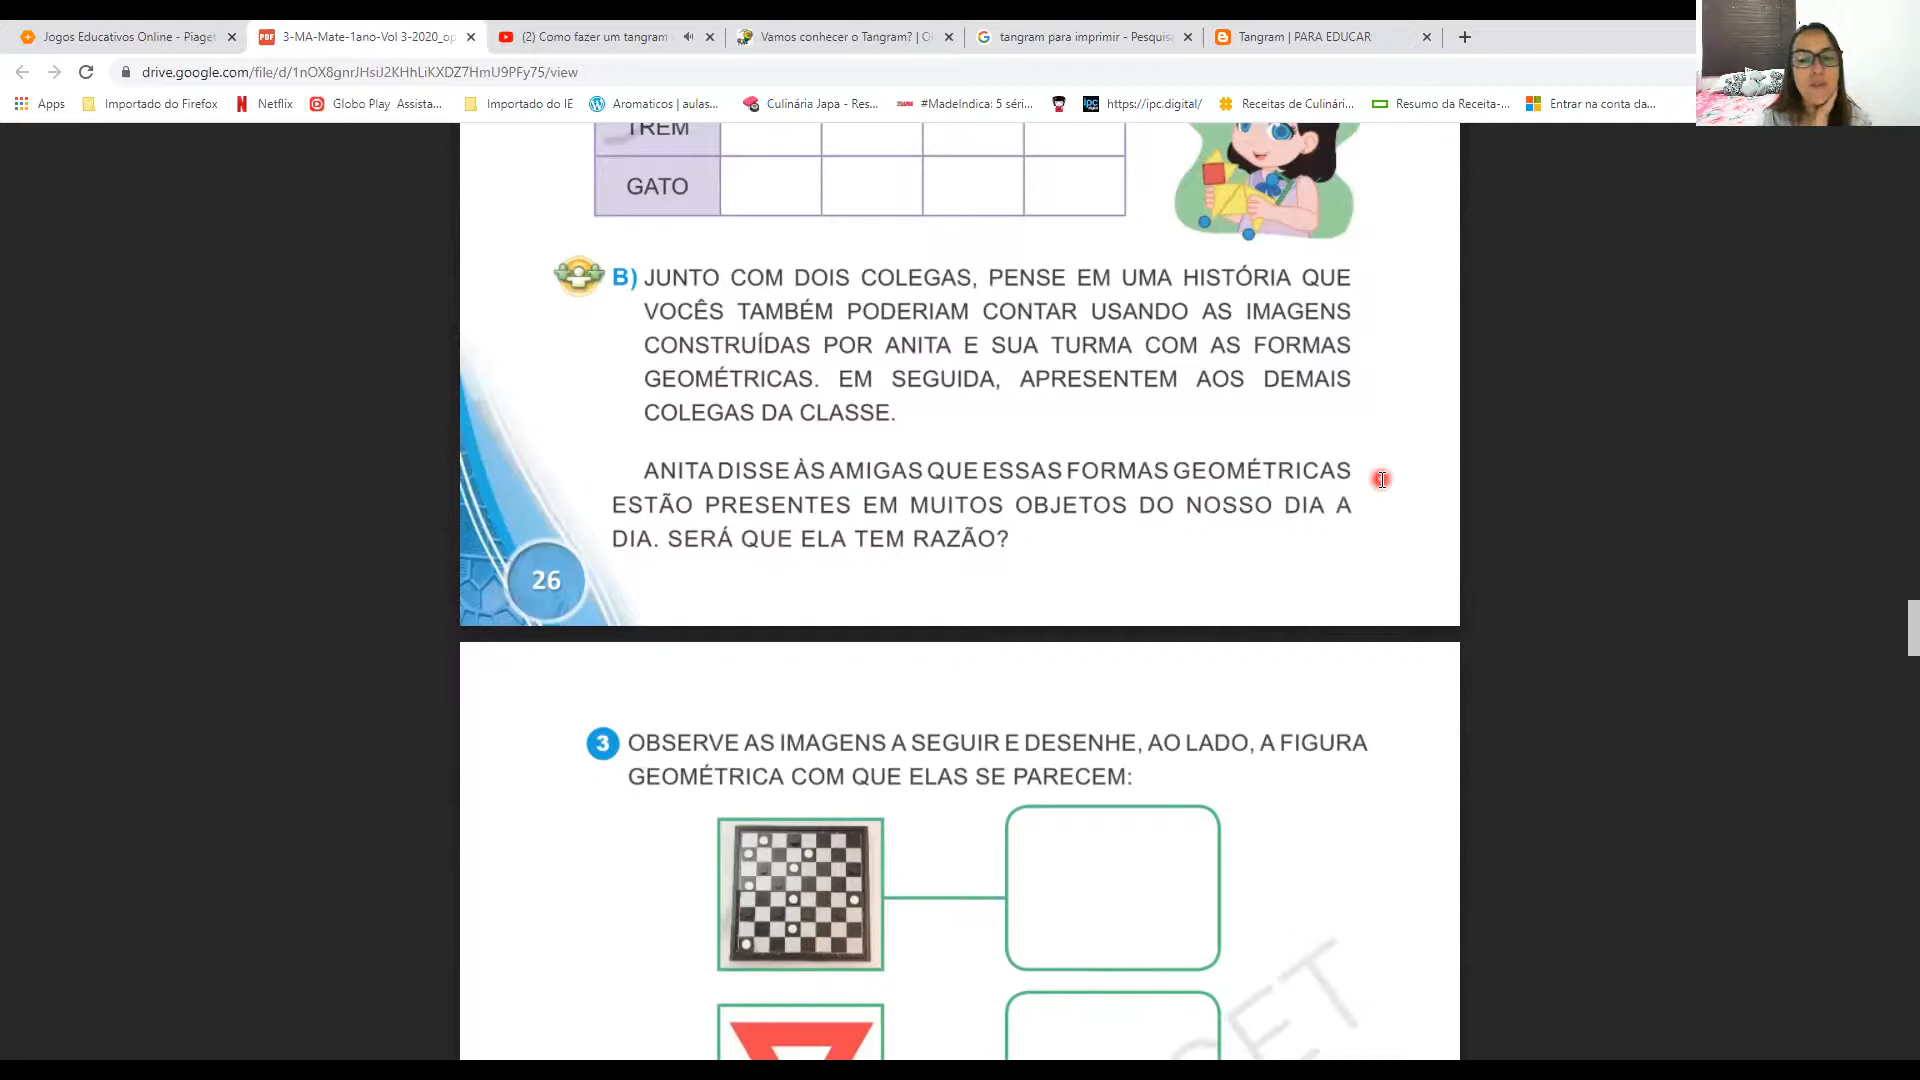 Jogos Educativos Online - Piaget
3-MA-Mate-1ano-Vol 3-2020_op
(2) Como fazer um tangram
Vamos conhecer o Tangram? |
tangram para imprimir - Pesquis
Tangram | PARA EDUCAR
drive.google.com/file/d/1nOX8gnrJHsiJ2KHhLiKXDZ7HmU9PFy75/view
Apps
Importado do Firefox
Netflix
Globo Play Assista...
Importado do IE
Aromaticos | aulas...
Culinária Japa - Res...
#MadeIndica: 5 séri...
https://ipc.digital/
Receitas de Culinári...
Resumo da Receita-...
Entrar na conta da...
TREM
GATO
B) JUNTO COM DOIS COLEGAS, PENSE EM UMA HISTÓRIA QUE
VOCÊS TAMBÉM PODERIAM CONTAR USANDO AS IMAGENS
CONSTRUÍDAS POR ANITA E SUA TURMA COM AS FORMAS
GEOMÉTRICAS. EM SEGUIDA, APRESENTEM AOS DEMAIS
COLEGAS DA CLASSE.
ANITA DISSE ÀS AMIGAS QUE ESSAS FORMAS GEOMÉTRICAS
ESTÃO PRESENTES EM MUITOS OBJETOS DO NOSSO DIA A
DIA. SERÁ QUE ELA TEM RAZÃO?
26
3 OBSERVE AS IMAGENS A SEGUIR E DESENHE, AO LADO, A FIGURA
GEOMÉTRICA COM QUE ELAS SE PARECEM: